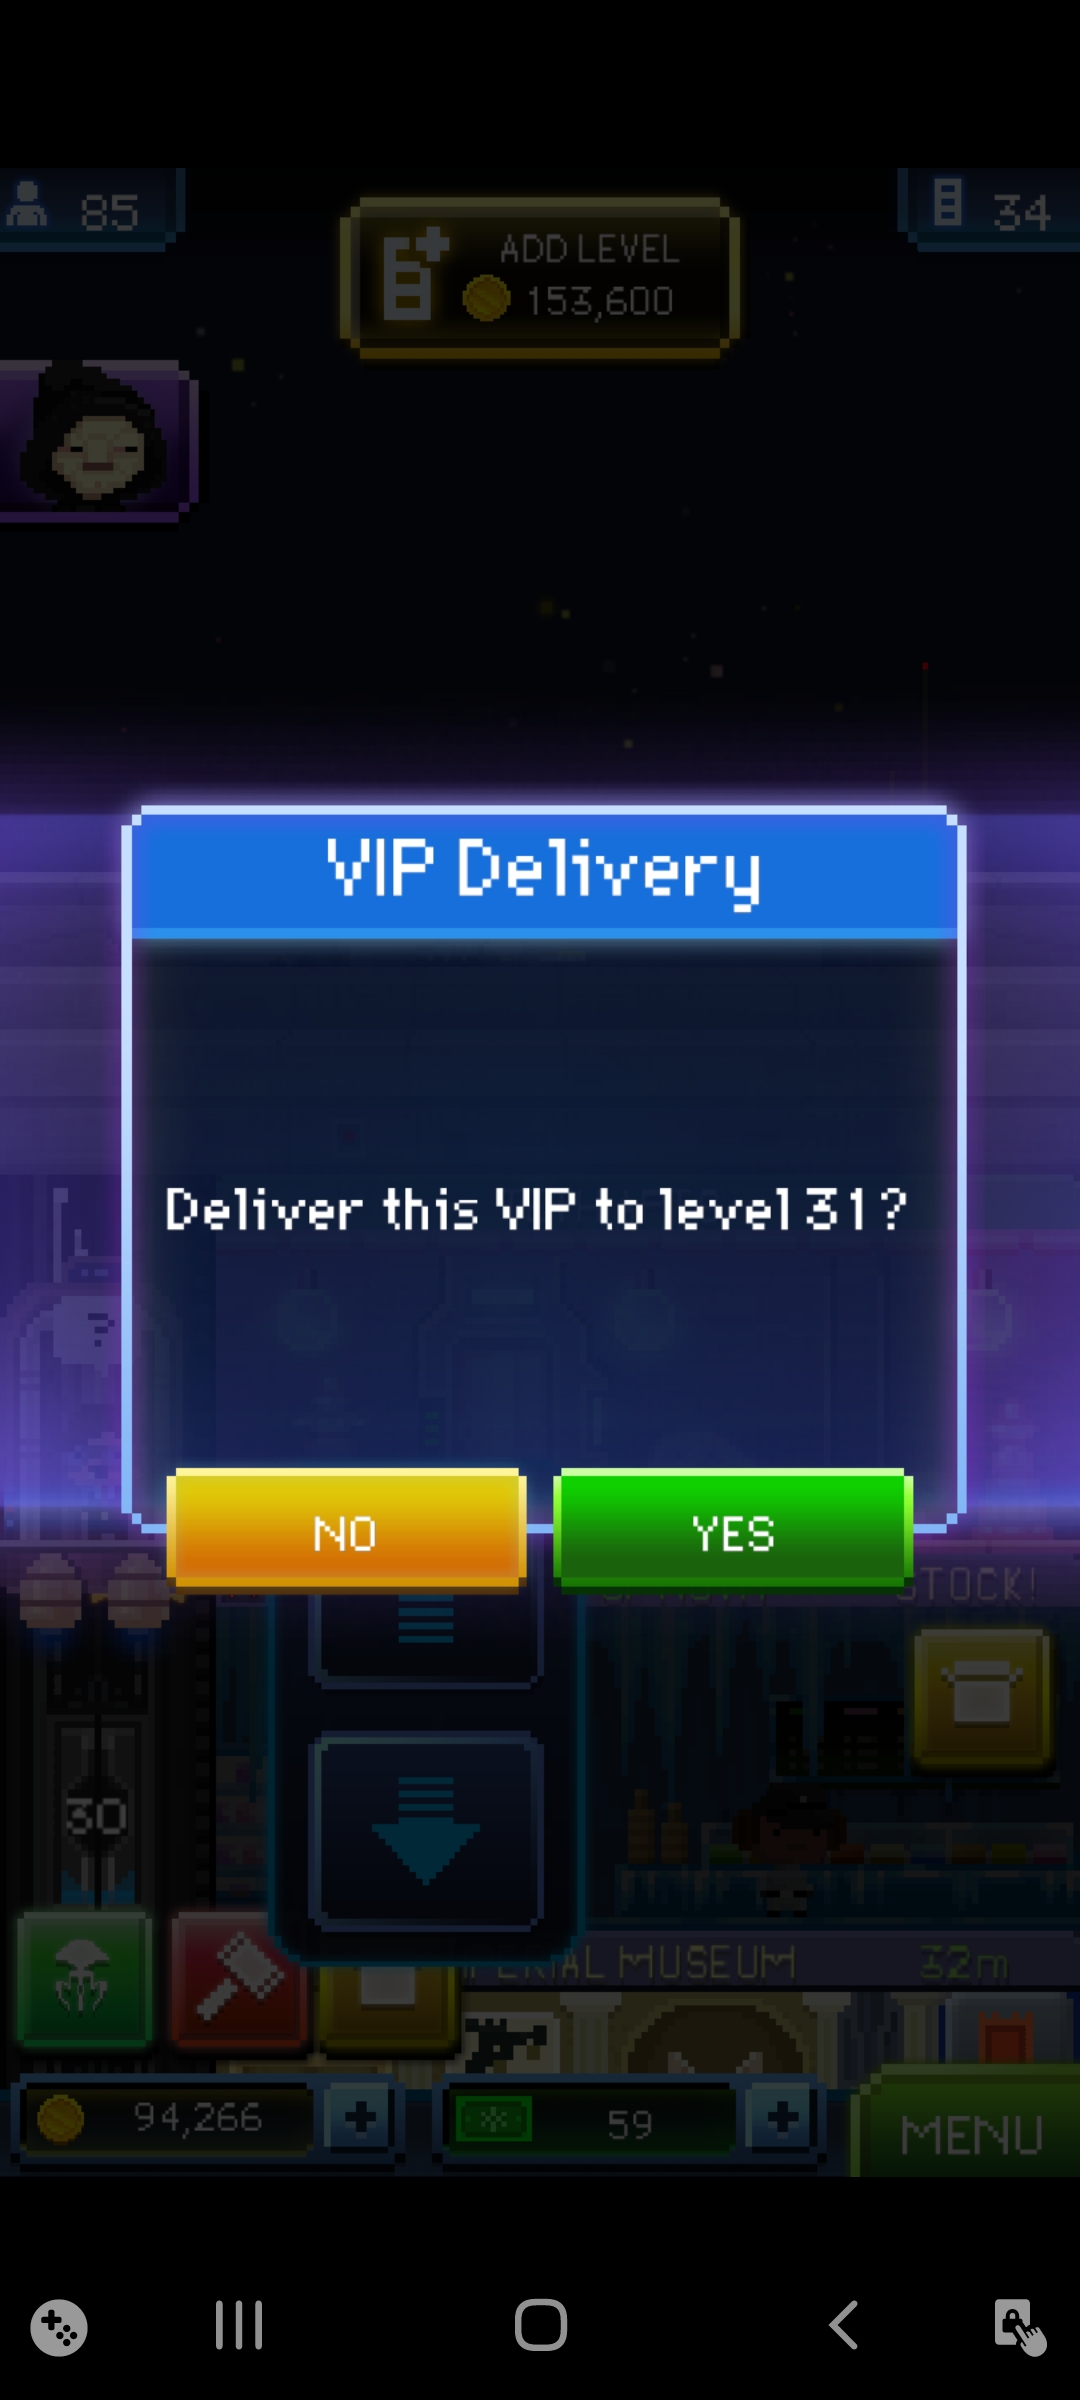 85
34
ADD LEVEL
153,600
VIP Delivery
Deliver this VIP to level 31?
NO
YES
STOCK!
30
MUSEUM
32m
94,266
59
MENU